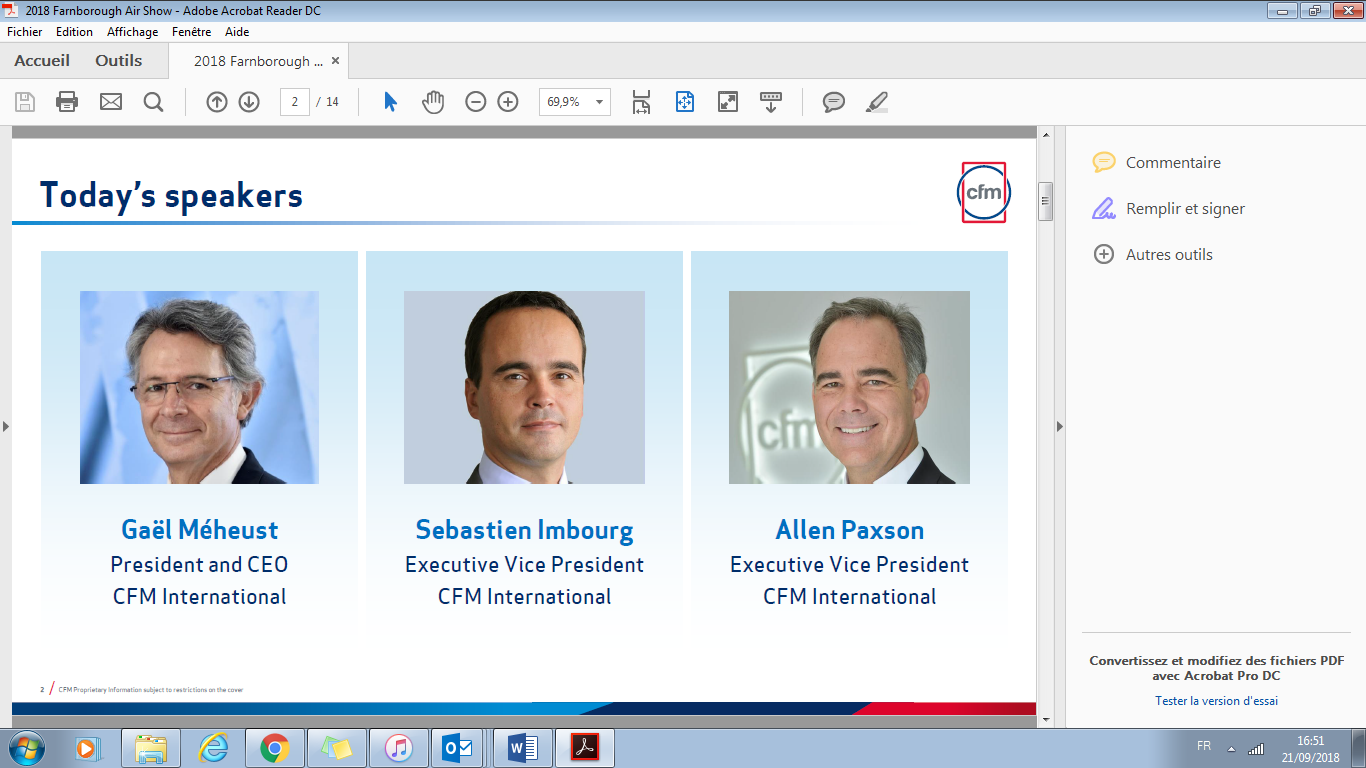 2018 Farnborough Air Show - Adobe Acrobat Reader DC
Fichier Edition Affichage Fenêtre Aide
Accueil Outils 2018 Farnborough ... ×
2 / 14 69,9%
Today's speakers
cfm
cfm
Gaël Méheust Sebastien Imbourg Allen Paxson
President and CEO Executive Vice President Executive Vice President
CFM International CFM International CFM International
2 / CFM Proprietary Information subject to restrictions on the cover
Commentaire
Remplir et signer
Autres outils
Convertissez et modifiez des fichiers PDF
avec Acrobat Pro DC
Tester la version d'essai
FR 16:51
21/09/2018